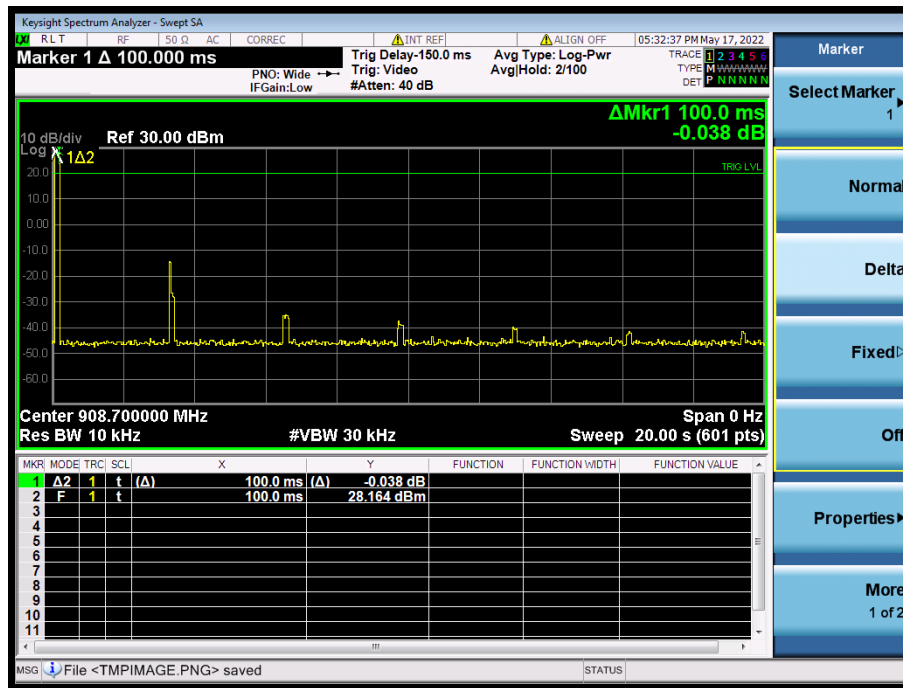 Keysight Spectrum Analyzer - Swept SA
LXI R L T RF 50 Ω AC CORREC INT REF ALIGN OFF 05:32:37 PM May 17, 2022
Marker 1 Δ 100.000 ms
PNO: Wide
IFGain:Low
Trig Delay-150.0 ms
Trig: Video
#Atten: 40 dB
Avg Type: Log-Pwr
Avg|Hold: 2/100
TRACE 1 2 3 4 5 6
TYPE M WWWWW
DET P N N N N N
ΔMkr1 100.0 ms
-0.038 dB
10 dB/div Ref 30.00 dBm
Log
1Δ2
TRIG LVL
20.0
10.0
0.00
-10.0
-20.0
-30.0
-40.0
-50.0
-60.0
Center 908.700000 MHz Span 0 Hz
Res BW 10 kHz #VBW 30 kHz Sweep 20.00 s (601 pts)
MKR MODE TRC SCL X Y FUNCTION FUNCTION WIDTH FUNCTION VALUE
1 Δ2 1 t (Δ) 100.0 ms (Δ) -0.038 dB
2 F 1 t 100.0 ms 28.164 dBm
3
4
5
6
7
8
9
10
11
MSG File <TMPIMAGE.PNG> saved STATUS
Marker
Select Marker
1
Normal
Delta
Fixed
Off
Properties
More
1 of 2